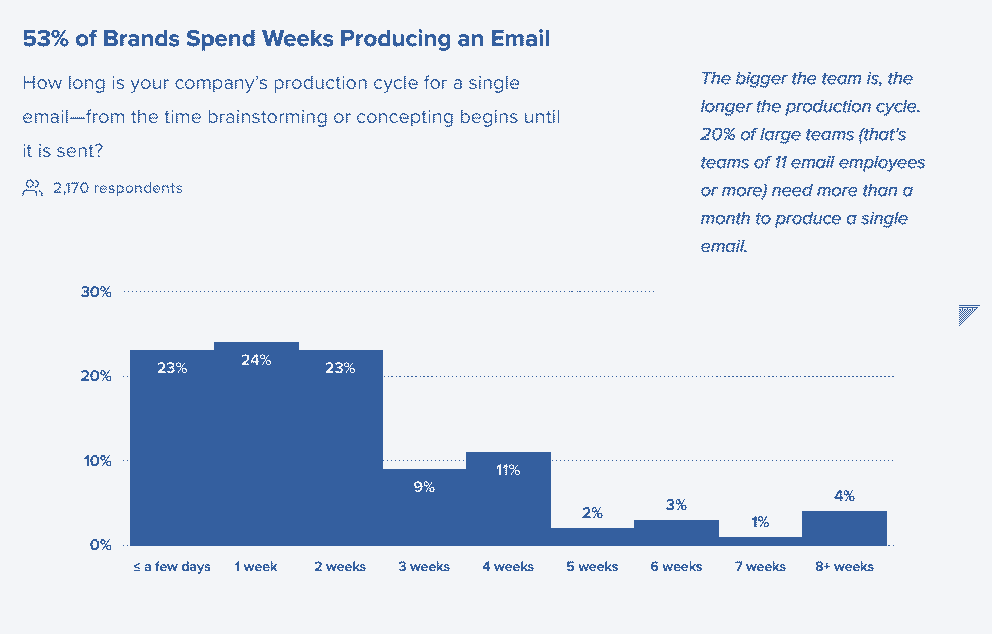 53% of Brands Spend Weeks Producing an Email
How long is your company's production cycle for a single
email—from the time brainstorming or concepting begins until
it is sent?
2,170 respondents
The bigger the team is, the
longer the production cycle.
20% of large teams (that's
teams of 11 email employees
or more) need more than a
month to produce a single
email.
30%
20%
10%
0%
23%
24%
23%
9%
11%
2%
3%
1%
4%
≤ a few days
1 week
2 weeks
3 weeks
4 weeks
5 weeks
6 weeks
7 weeks
8+ weeks